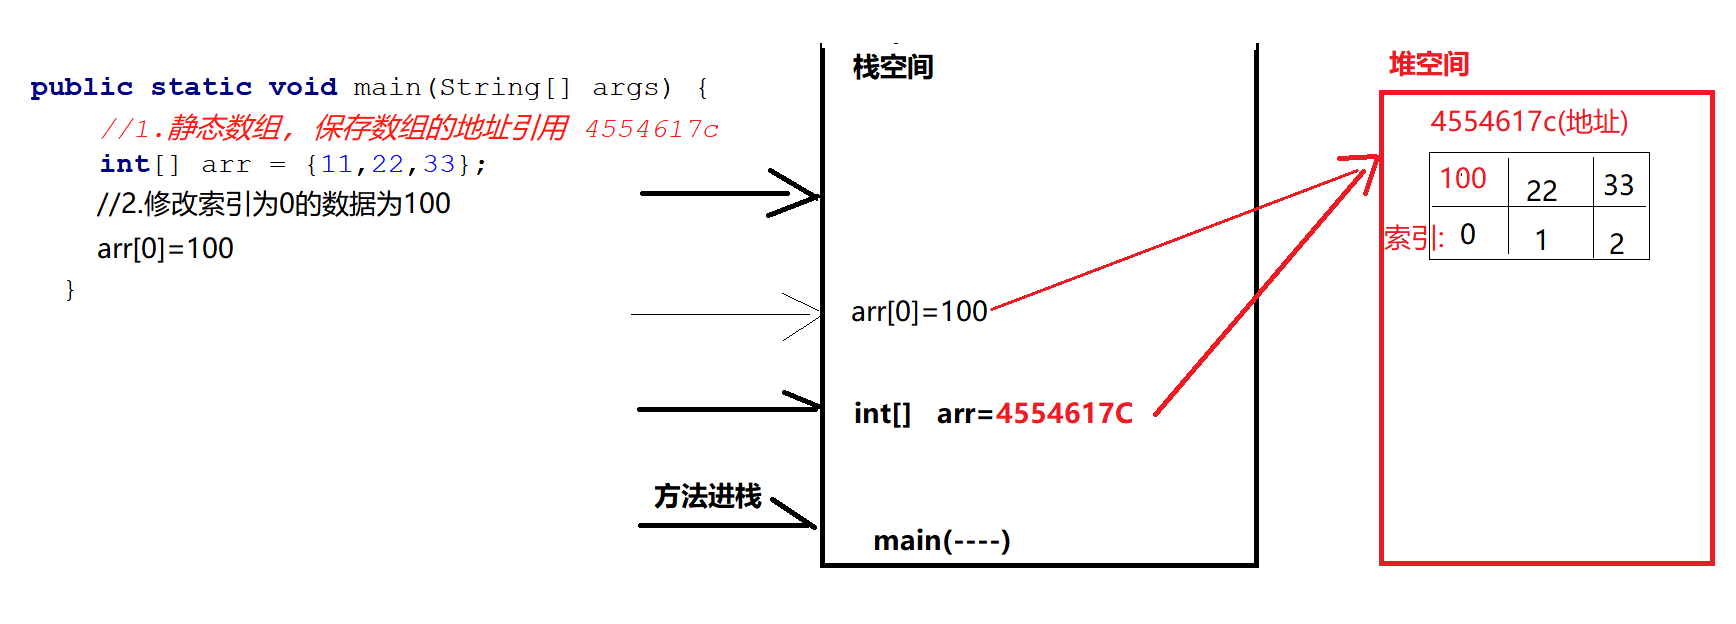 public static void main(String[] args) {
//1.静态数组, 保存数组的地址引用 4554617c
int[] arr = {11,22,33};
//2.修改索引为0的数据为100
arr[0]=100
}
栈空间
arr[0]=100
int[] arr=4554617C
方法进栈
main(----)
堆空间
4554617c(地址)
100 22 33
索引: 0 1 2